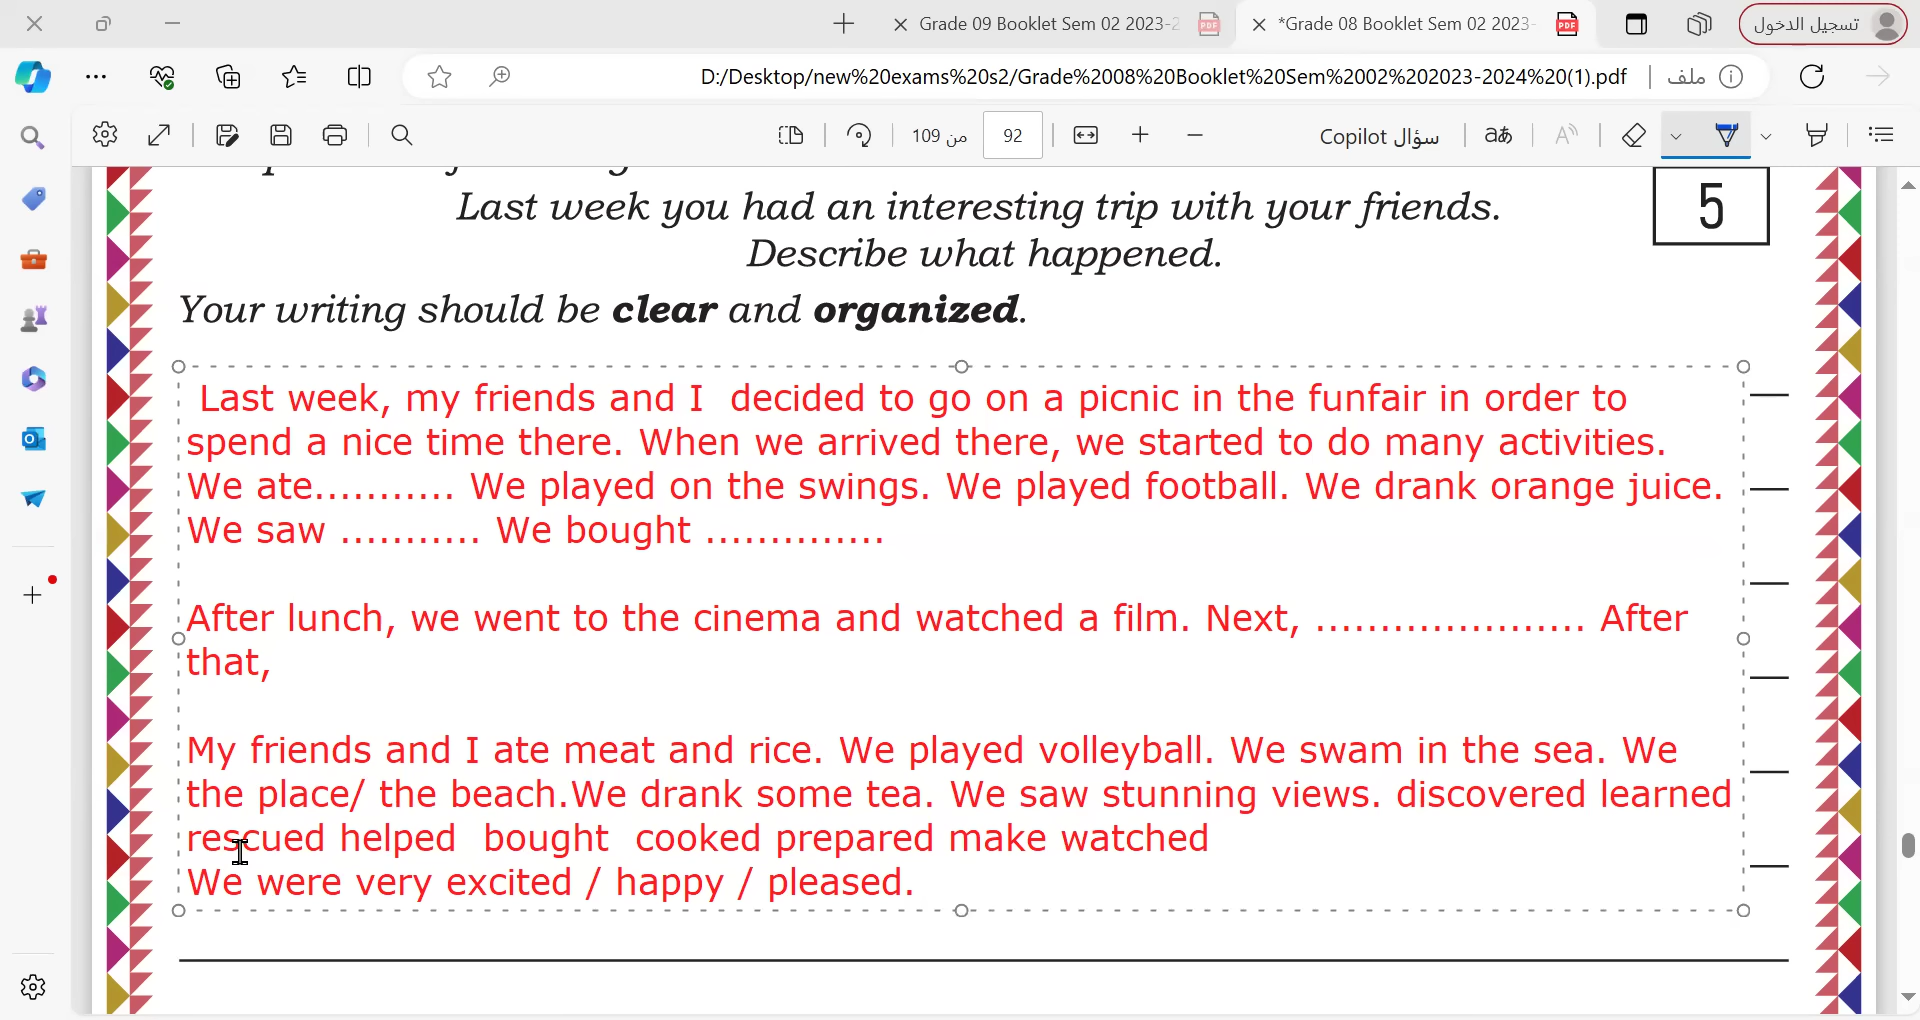 Grade 09 Booklet Sem 02 2023-2
*Grade 08 Booklet Sem 02 2023-
تسجيل الدخول
D:/Desktop/new%20exams%20s2/Grade%2008%20Booklet%20Sem%2002%202023-2024%20(1).pdf
ملف
من 109
92
سؤال Copilot
Last week you had an interesting trip with your friends.
5
Describe what happened.
Your writing should be clear and organized.
Last week, my friends and I  decided to go on a picnic in the funfair in order to
spend a nice time there. When we arrived there, we started to do many activities.
We ate........... We played on the swings. We played football. We drank orange juice.
We saw ........... We bought ..............
After lunch, we went to the cinema and watched a film. Next, ..................... After
that,
My friends and I ate meat and rice. We played volleyball. We swam in the sea. We
the place/ the beach.We drank some tea. We saw stunning views. discovered learned
rescued helped  bought  cooked prepared make watched
We were very excited / happy / pleased.